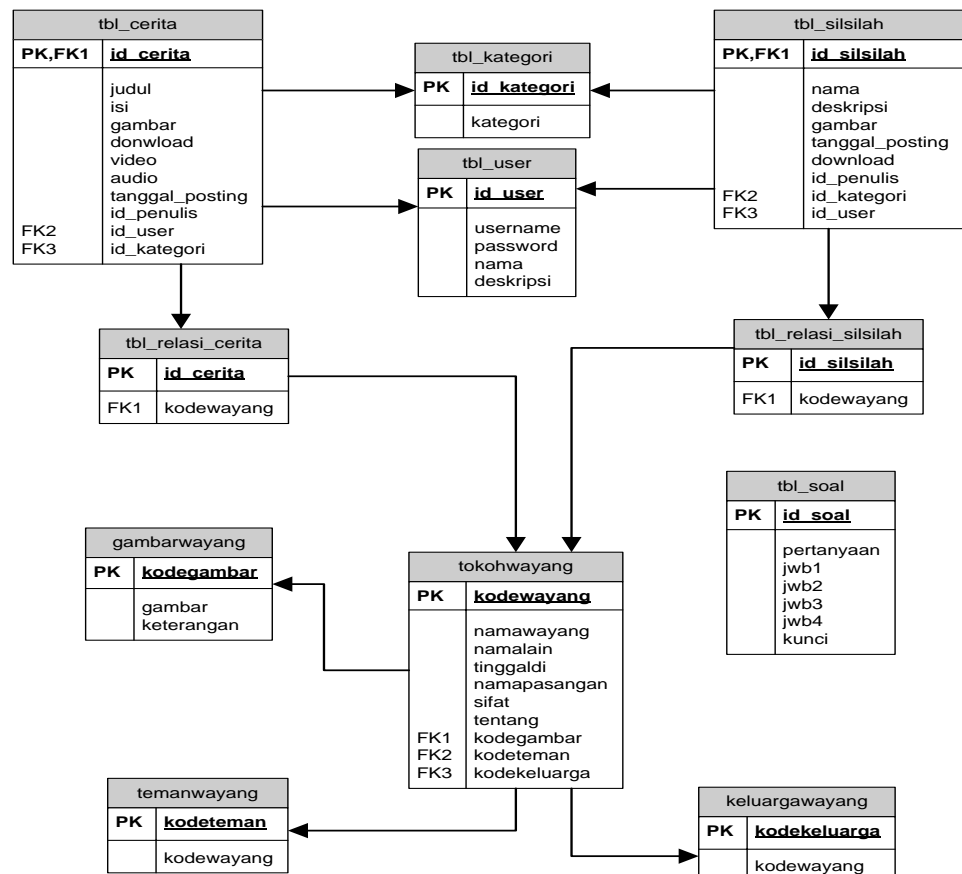 tbl_cerita
PK,FK1 id_cerita
judul
isi
gambar
donwload
video
audio
tanggal_posting
id_penulis
FK2 id_user
FK3 id_kategori
tbl_kategori
PK id_kategori
kategori
tbl_user
PK id_user
username
password
nama
deskripsi
tbl_silsilah
PK,FK1 id_silsilah
nama
deskripsi
gambar
tanggal_posting
download
id_penulis
FK2 id_kategori
FK3 id_user
tbl_relasi_cerita
PK id_cerita
FK1 kodewayang
tbl_relasi_silsilah
PK id_silsilah
FK1 kodewayang
tbl_soal
PK id_soal
pertanyaan
jwb1
jwb2
jwb3
jwb4
kunci
gambarwayang
PK kodegambar
gambar
keterangan
tokohwayang
PK kodewayang
namawayang
namalain
tinggaldi
namapasangan
sifat
tentang
FK1 kodegambar
FK2 kodeteman
FK3 kodekeluarga
temanwayang
PK kodeteman
kodewayang
keluargawayang
PK kodekeluarga
kodewayang